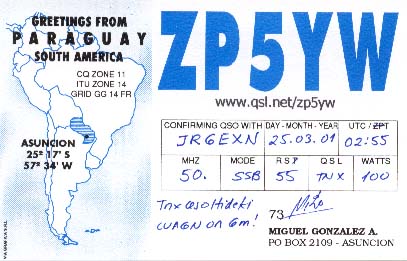 GREETINGS FROM
PARAGUAY
SOUTH AMERICA
CQ ZONE 11
ITU ZONE 14
GRID GG 14 FR
ASUNCION
25º 17' S
57º 34' W
ZP5YW
www.qsl.net/zp5yw
CONFIRMING QSO WITH DAY - MONTH - YEAR UTC / ZPT
JR6EXN 25.03.01 02:55
MHZ MODE RST QSL WATTS
50. SSB 55 TNX 100
Tnx QSO Hideki
CUAGN on 6m!
73
MIGUEL GONZALEZ A.
PO BOX 2109 - ASUNCION